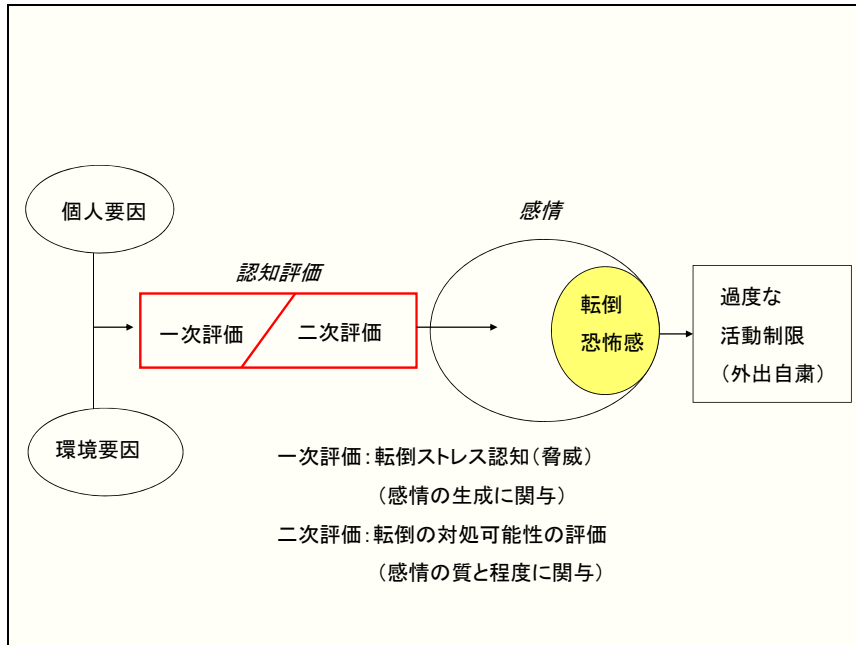 個人要因
環境要因
認知評価
一次評価
二次評価
感情
転倒
恐怖感
過度な
活動制限
（外出自粛）
一次評価：転倒ストレス認知（脅威）
（感情の生成に関与）
二次評価：転倒の対処可能性の評価
（感情の質と程度に関与）